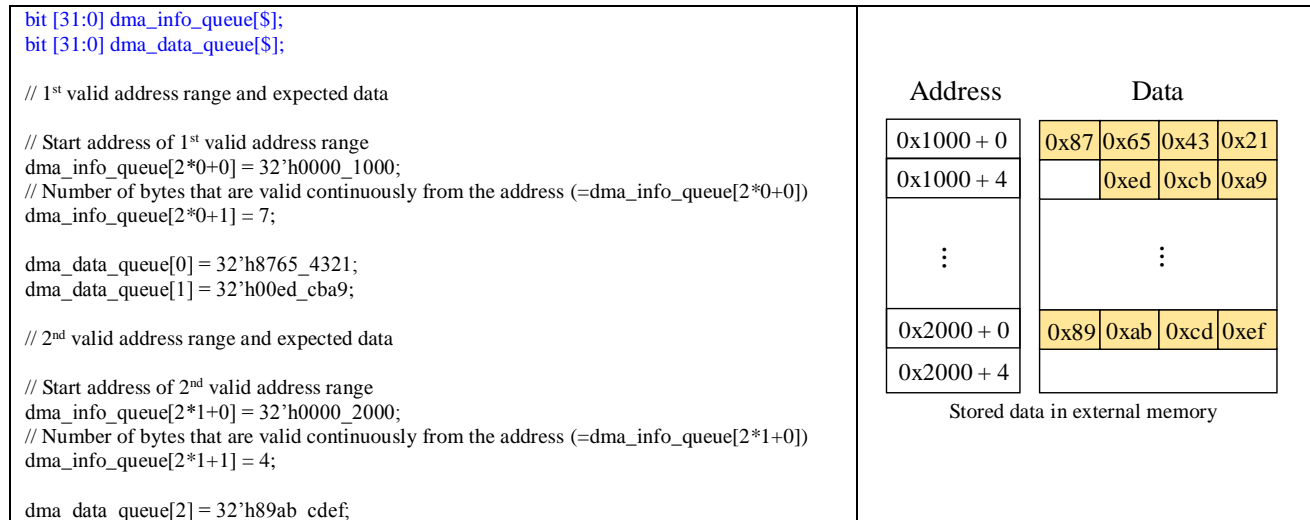 bit [31:0] dma_info_queue[$];
bit [31:0] dma_data_queue[$];
// 1st valid address range and expected data
// Start address of 1st valid address range
dma_info_queue[2*0+0] = 32'h0000_1000;
// Number of bytes that are valid continuously from the address (=dma_info_queue[2*0+0])
dma_info_queue[2*0+1] = 7;
dma_data_queue[0] = 32'h8765_4321;
dma_data_queue[1] = 32'h00ed_cba9;
// 2nd valid address range and expected data
// Start address of 2nd valid address range
dma_info_queue[2*1+0] = 32'h0000_2000;
// Number of bytes that are valid continuously from the address (=dma_info_queue[2*1+0])
dma_info_queue[2*1+1] = 4;
dma_data_queue[2] = 32'h89ab_cdef;
Address Data
0x1000 + 0 0x87 0x65 0x43 0x21
0x1000 + 4 0xed 0xcb 0xa9
⋮ ⋮
0x2000 + 0 0x89 0xab 0xcd 0xef
0x2000 + 4
Stored data in external memory